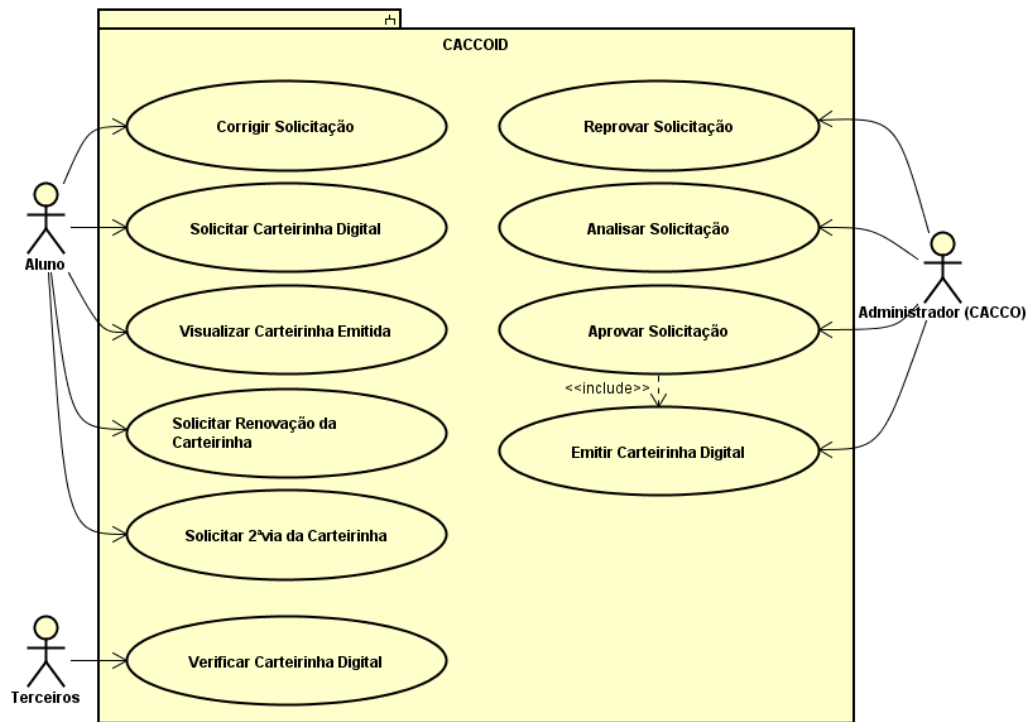 CACCOID
Corrigir Solicitação
Reprovar Solicitação
Solicitar Carteirinha Digital
Analisar Solicitação
Aluno
Visualizar Carteirinha Emitida
Aprovar Solicitação
Administrador (CACCO)
<<include>>
Solicitar Renovação da
Carteirinha
Emitir Carteirinha Digital
Solicitar 2ªvia da Carteirinha
Verificar Carteirinha Digital
Terceiros